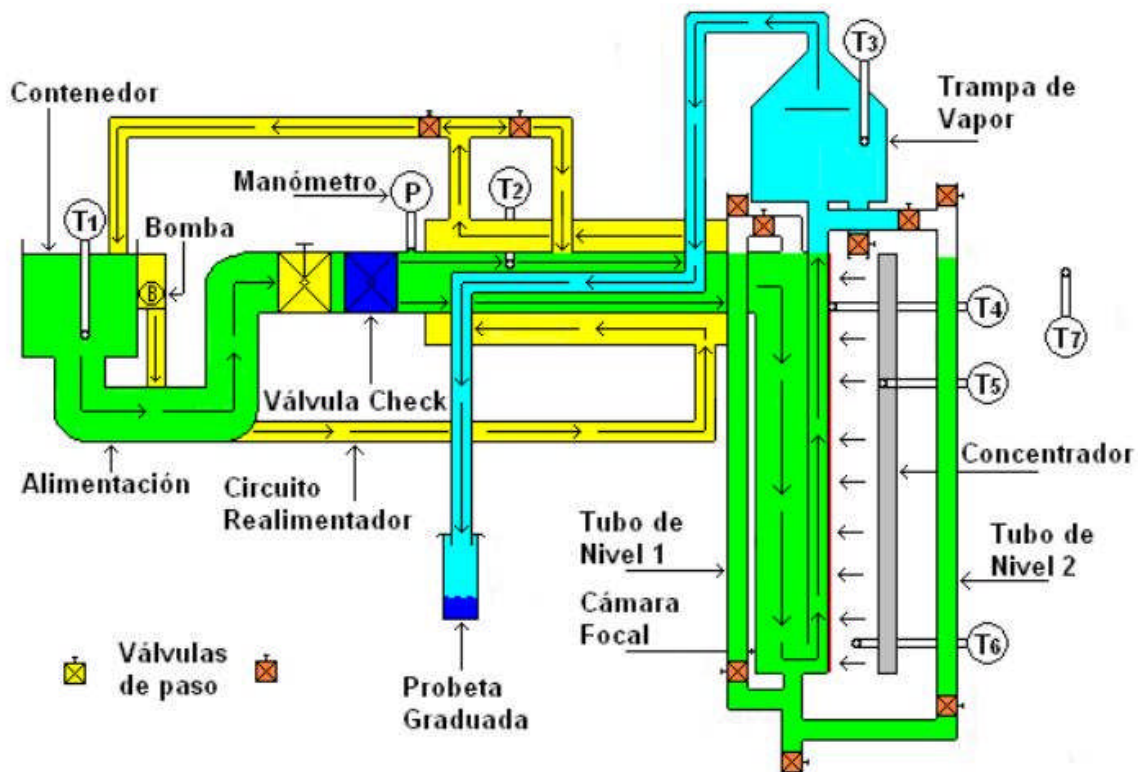 Contenedor
T1
Bomba
B
Manómetro
P
T2
T3
Trampa de
Vapor
T4
T7
T5
Válvula Check
Concentrador
Alimentación
Circuito
Realimentador
Tubo de
Nivel 1
Tubo de
Nivel 2
Cámara
Focal
T6
Válvulas
de paso
Probeta
Graduada